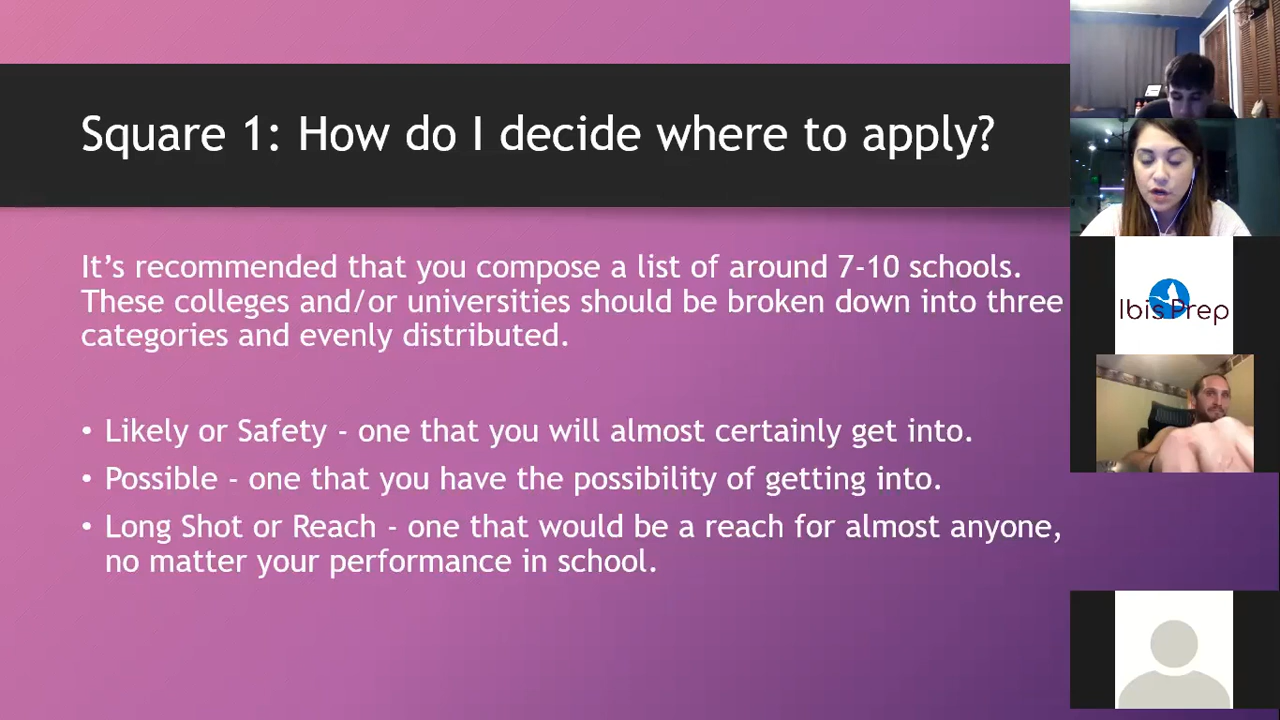 Square 1: How do I decide where to apply?
It’s recommended that you compose a list of around 7-10 schools.
These colleges and/or universities should be broken down into three
categories and evenly distributed.
• Likely or Safety - one that you will almost certainly get into.
• Possible - one that you have the possibility of getting into.
• Long Shot or Reach - one that would be a reach for almost anyone,
no matter your performance in school.
Ibis Prep